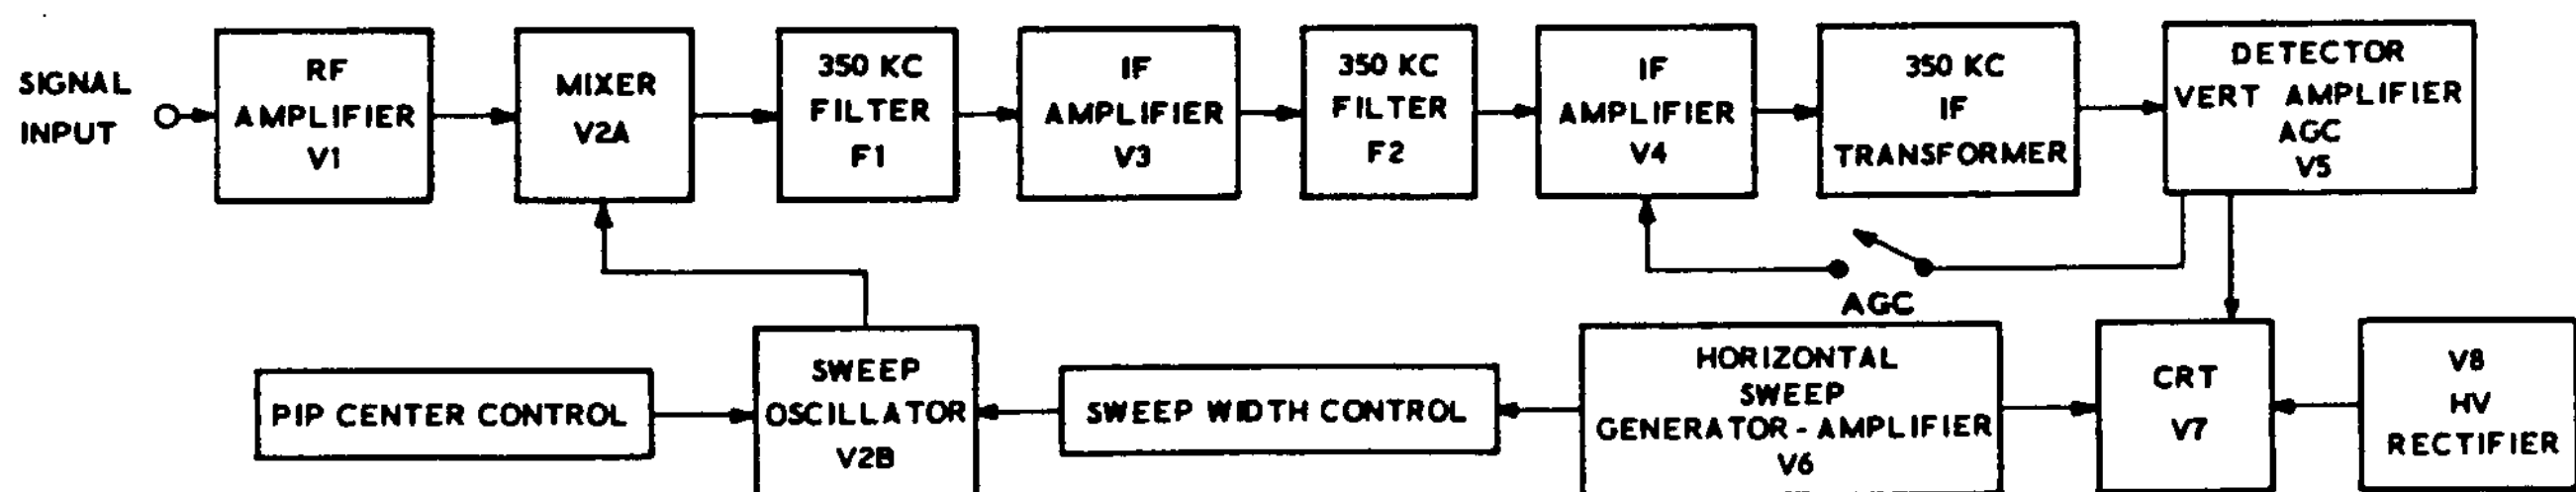 SIGNAL
INPUT
RF
AMPLIFIER
V1
MIXER
V2A
350 KC
FILTER
F1
IF
AMPLIFIER
V3
350 KC
FILTER
F2
IF
AMPLIFIER
V4
350 KC
IF
TRANSFORMER
DETECTOR
VERT AMPLIFIER
AGC
V5
AGC
PIP CENTER CONTROL
SWEEP
OSCILLATOR
V2B
SWEEP WIDTH CONTROL
HORIZONTAL
SWEEP
GENERATOR-AMPLIFIER
V6
CRT
V7
V8
HV
RECTIFIER